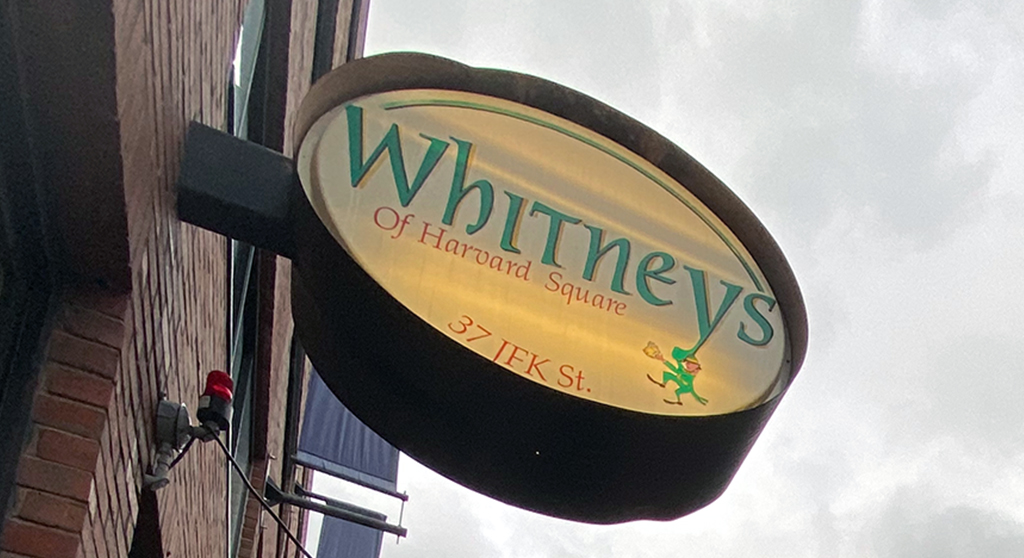 Whitneys
Of Harvard Square
37 JFK St.